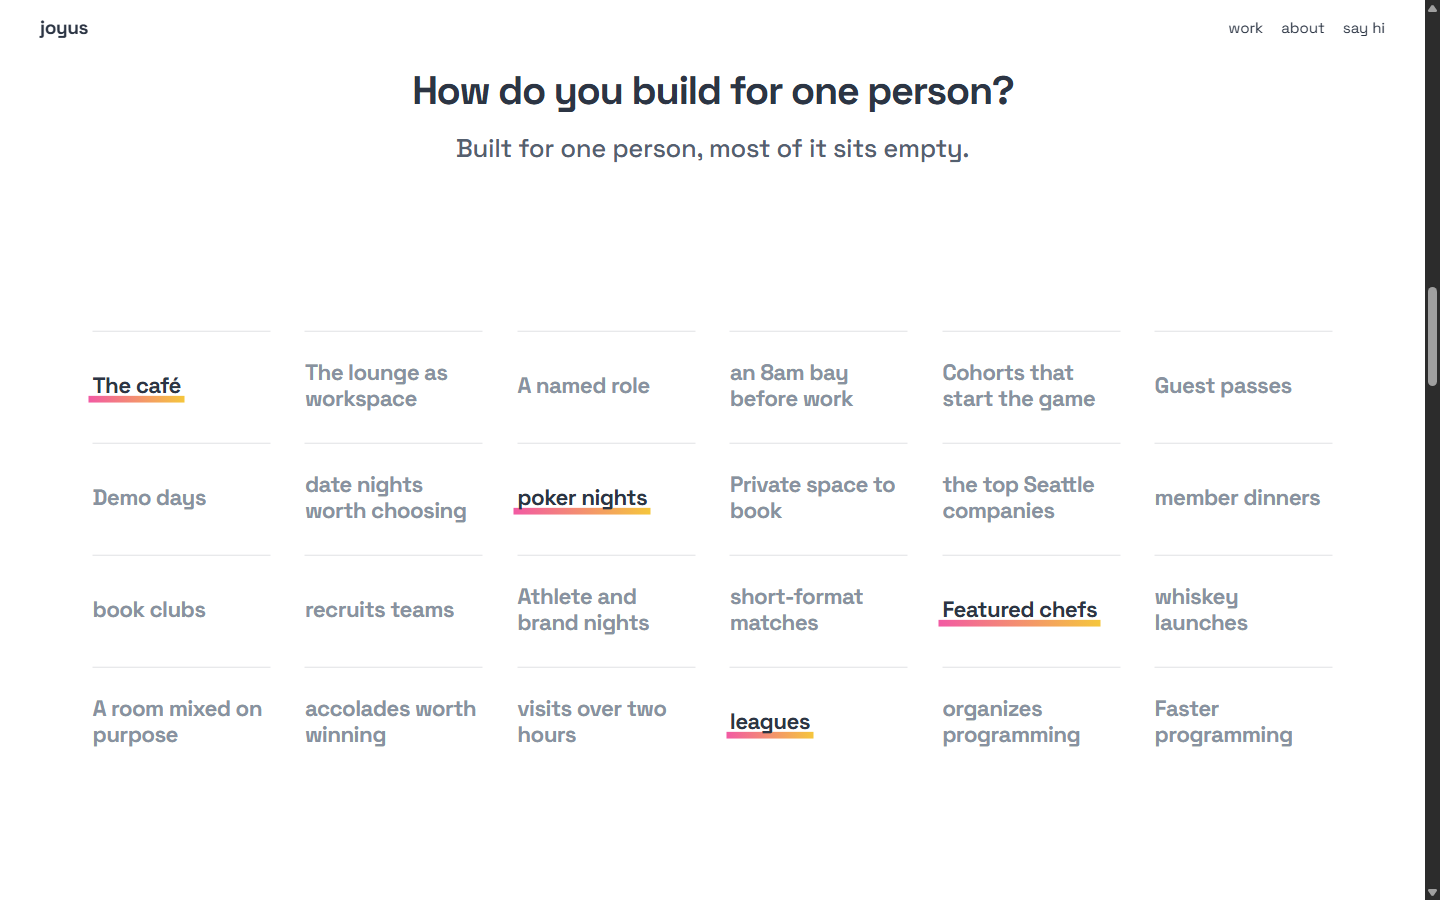 joyus
work about say hi
How do you build for one person?
Built for one person, most of it sits empty.
The café
The lounge as
workspace
A named role
an 8am bay
before work
Cohorts that
start the game
Guest passes
Demo days
date nights
worth choosing
poker nights
Private space to
book
the top Seattle
companies
member dinners
book clubs
recruits teams
Athlete and
brand nights
short-format
matches
Featured chefs
whiskey
launches
A room mixed on
purpose
accolades worth
winning
visits over two
hours
leagues
organizes
programming
Faster
programming